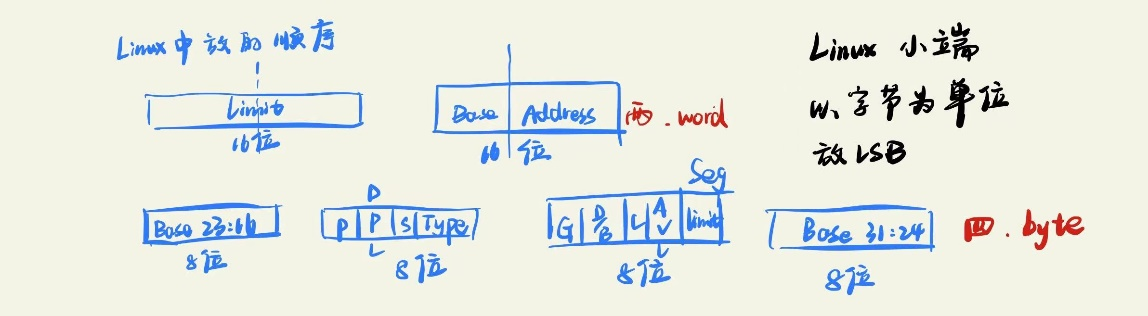 Linux中放的顺序
Limit
16位
Base Address
16位
两.word
Linux 小端
以字节为单位
放LSB
Base 23:16
8位
P DPL S Type
8位
G D/B L AVL Seg limit
8位
Base 31:24
8位
四.byte